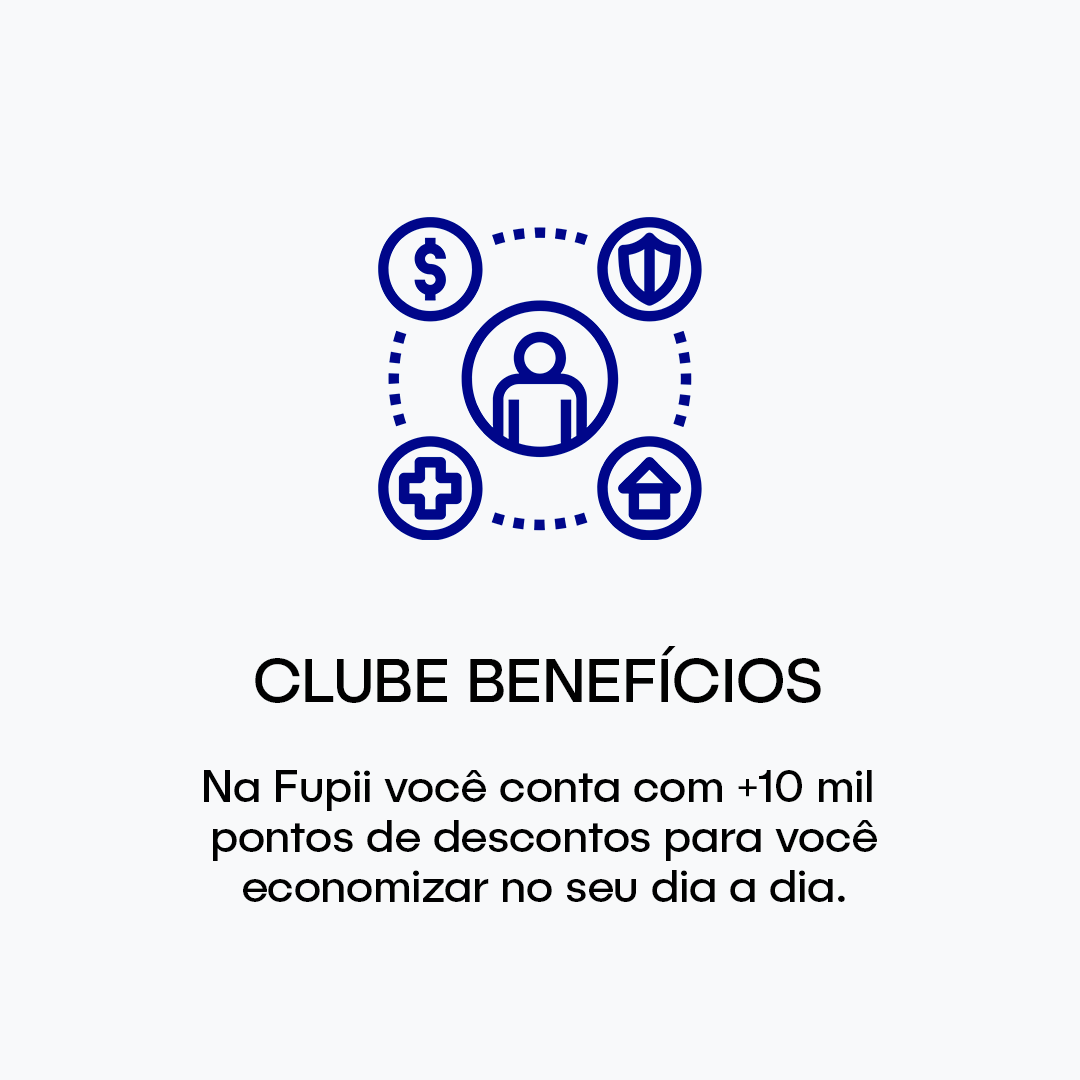 $
CLUBE BENEFÍCIOS
Na Fupii você conta com +10 mil
pontos de descontos para você
economizar no seu dia a dia.